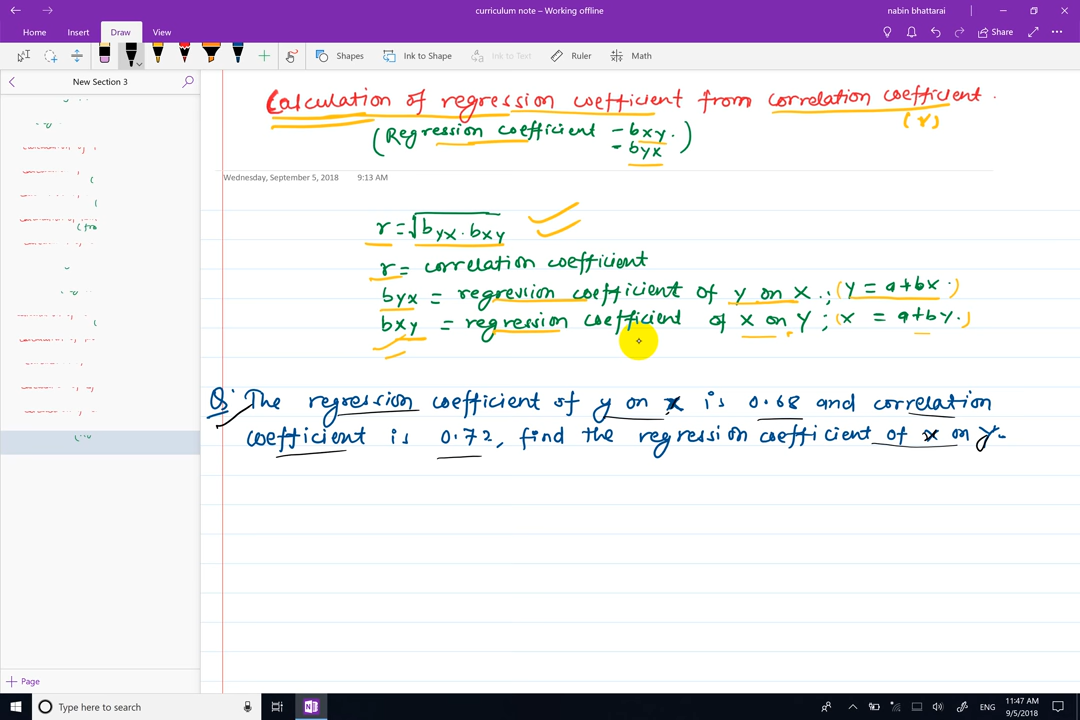 curriculum note – Working offline
nabin bhattarai
Home Insert Draw View
Share
Shapes Ink to Shape Ink to Text Ruler Math
New Section 3
Calculation of regression coefficient from correlation coefficient.
(r)
(Regression coefficient - bxy.
- byx )
Wednesday, September 5, 2018 9:13 AM
r = √byx . bxy
r = correlation coefficient
byx = regression coefficient of y on x . ; (y = a+bx.)
bxy = regression coefficient of x on y ; (x = a+by.)
Q: The regression coefficient of y on x is 0.68 and correlation
coefficient is 0.72, find the regression coefficient of x on y.
+ Page
Type here to search
ENG
11:47 AM
9/5/2018